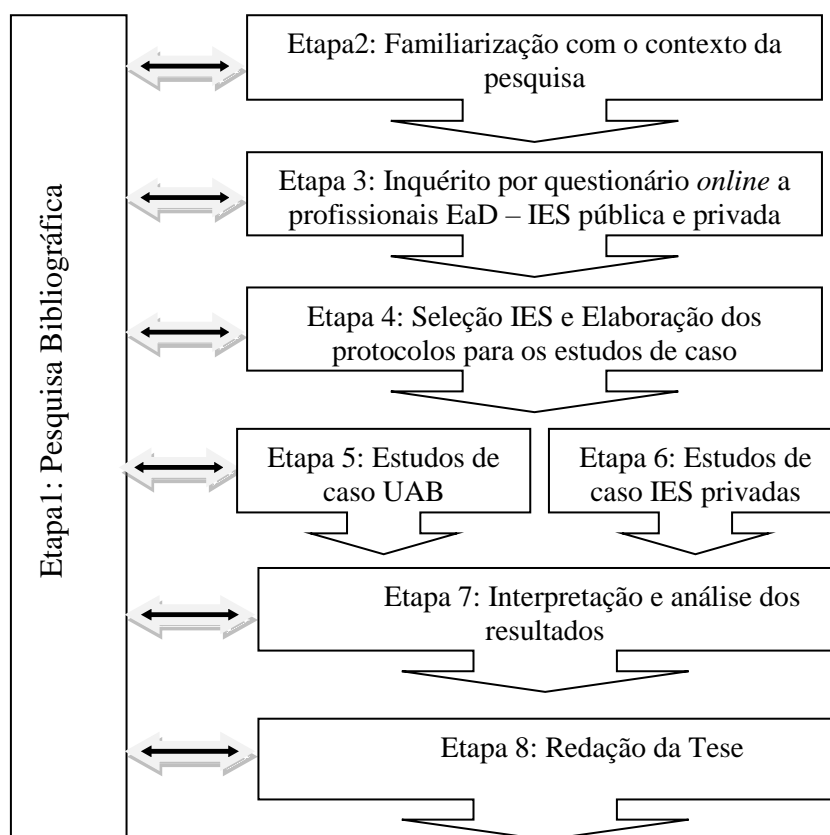 Etapa1: Pesquisa Bibliográfica
Etapa2: Familiarização com o contexto da
pesquisa
Etapa 3: Inquérito por questionário online a
profissionais EaD – IES pública e privada
Etapa 4: Seleção IES e Elaboração dos
protocolos para os estudos de caso
Etapa 5: Estudos de
caso UAB
Etapa 6: Estudos de
caso IES privadas
Etapa 7: Interpretação e análise dos
resultados
Etapa 8: Redação da Tese